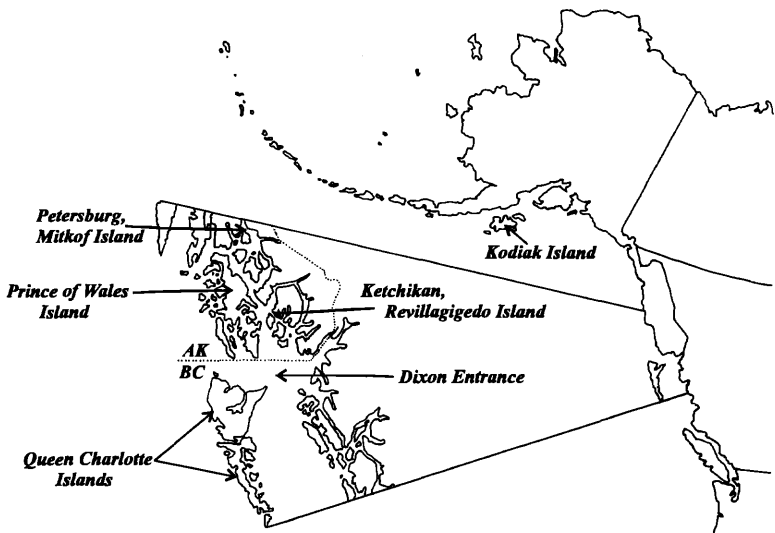 Petersburg,
Mitkof Island
Kodiak Island
Prince of Wales
Island
Ketchikan,
Revillagigedo Island
AK
BC
Dixon Entrance
Queen Charlotte
Islands